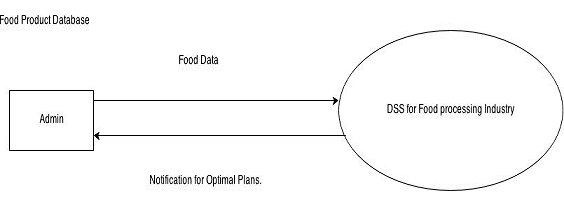 Food Product Database
Food Data
Admin
DSS for Food processing Industry
Notification for Optimal Plans.